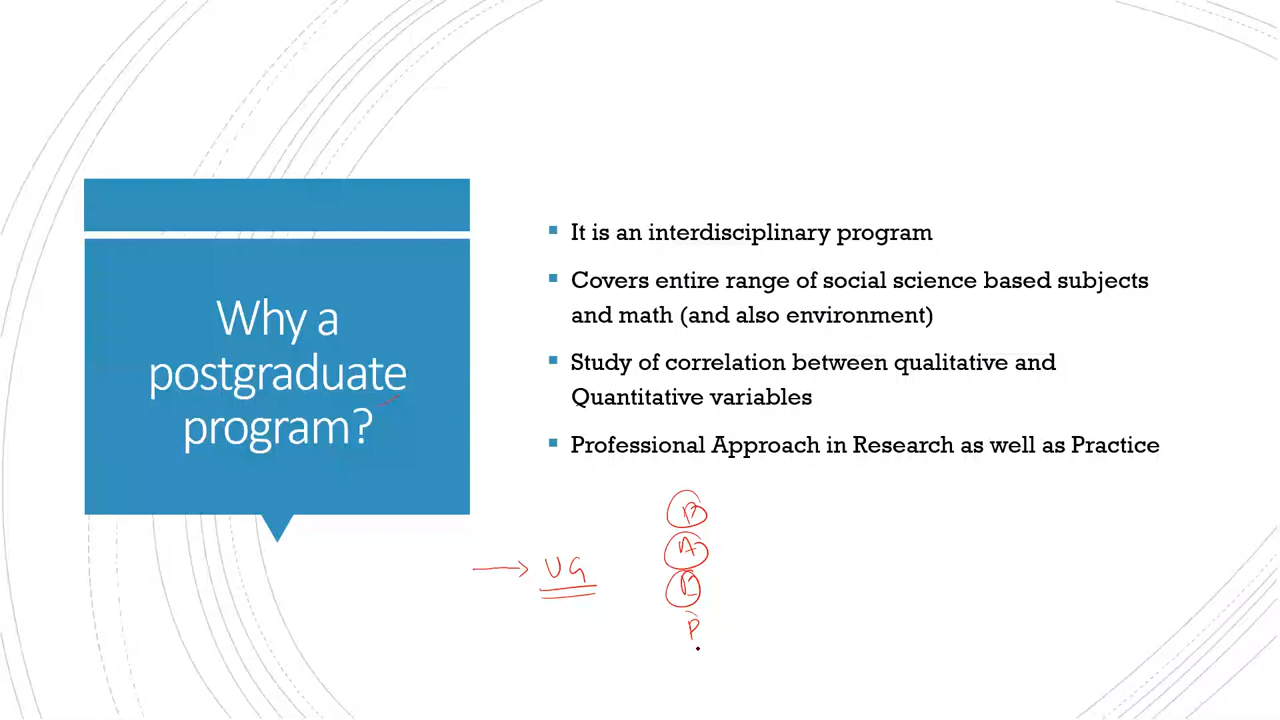 Why a
postgraduate
program?
It is an interdisciplinary program
Covers entire range of social science based subjects
and math (and also environment)
Study of correlation between qualitative and
Quantitative variables
Professional Approach in Research as well as Practice
A
UG
P